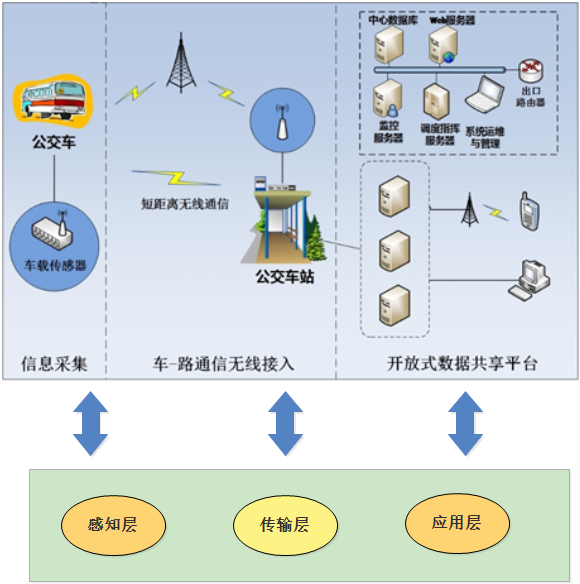 中心数据库
Web服务器
出口
路由器
监控
服务器
调度指挥
服务器
系统运维
与管理
公交车
短距离无线通信
车载传感器
公交车站
信息采集
车-路通信无线接入
开放式数据共享平台
感知层
传输层
应用层